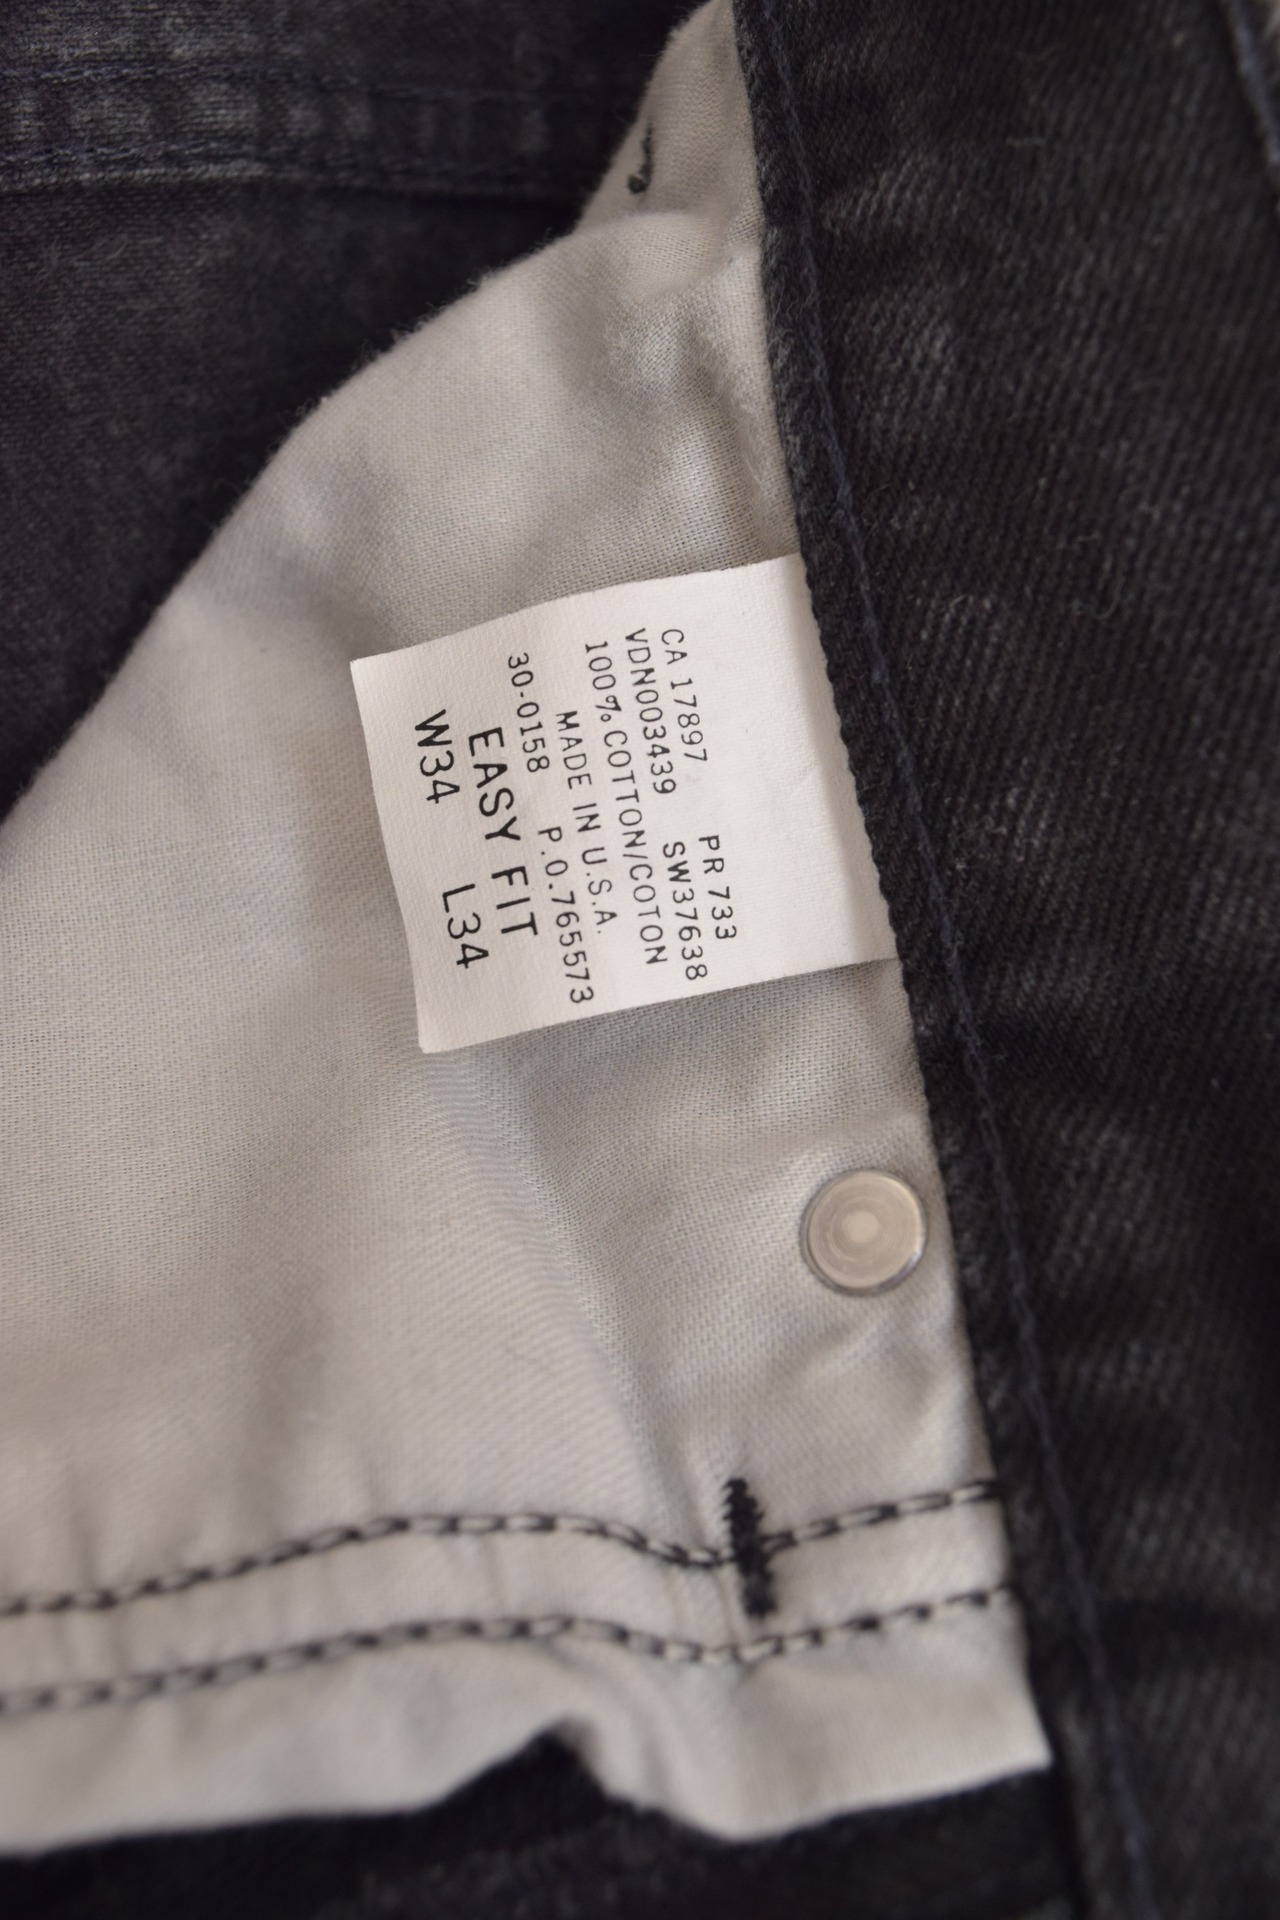 CA 17897 PR 733
VDN003439 SW37638
100% COTTON/COTON
MADE IN U.S.A.
30-0158 P.O.765573
EASY FIT
W34 L34